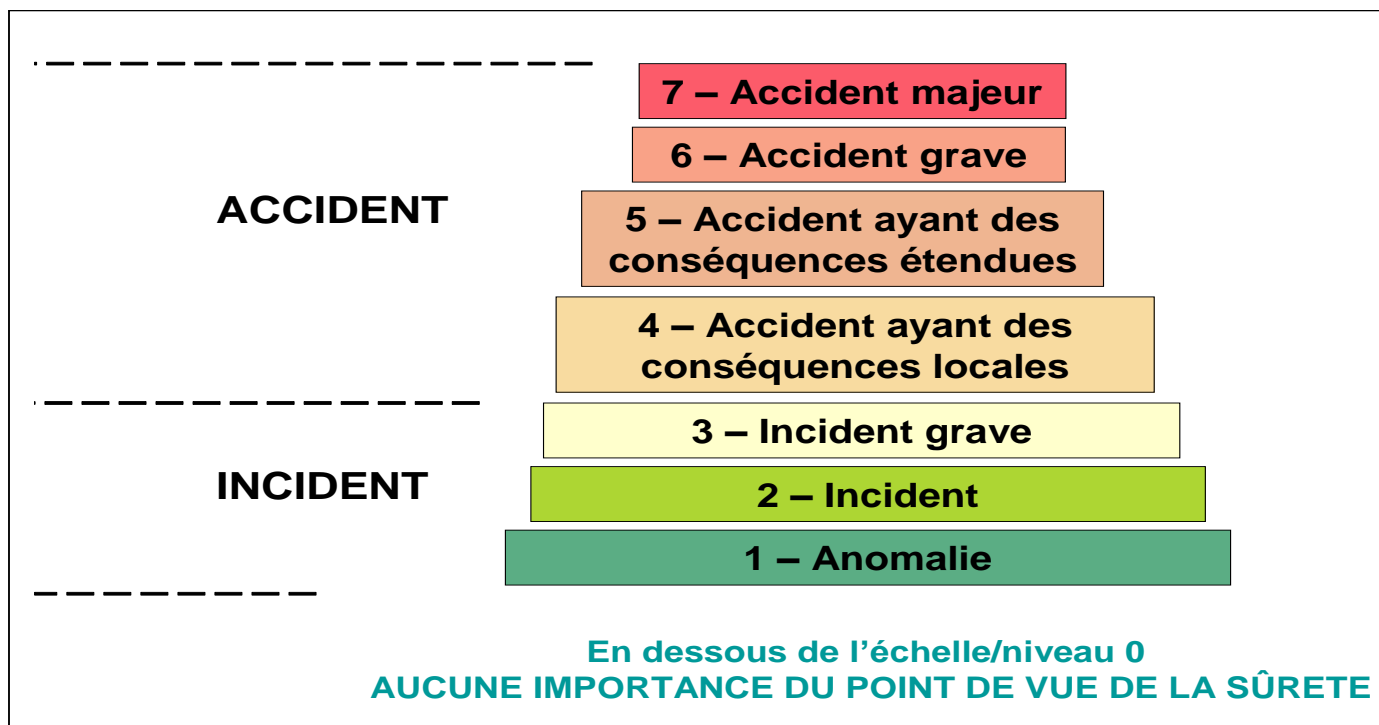 7 – Accident majeur
6 – Accident grave
ACCIDENT
5 – Accident ayant des
conséquences étendues
4 – Accident ayant des
conséquences locales
3 – Incident grave
INCIDENT
2 – Incident
1 – Anomalie
En dessous de l’échelle/niveau 0
AUCUNE IMPORTANCE DU POINT DE VUE DE LA SÛRETE